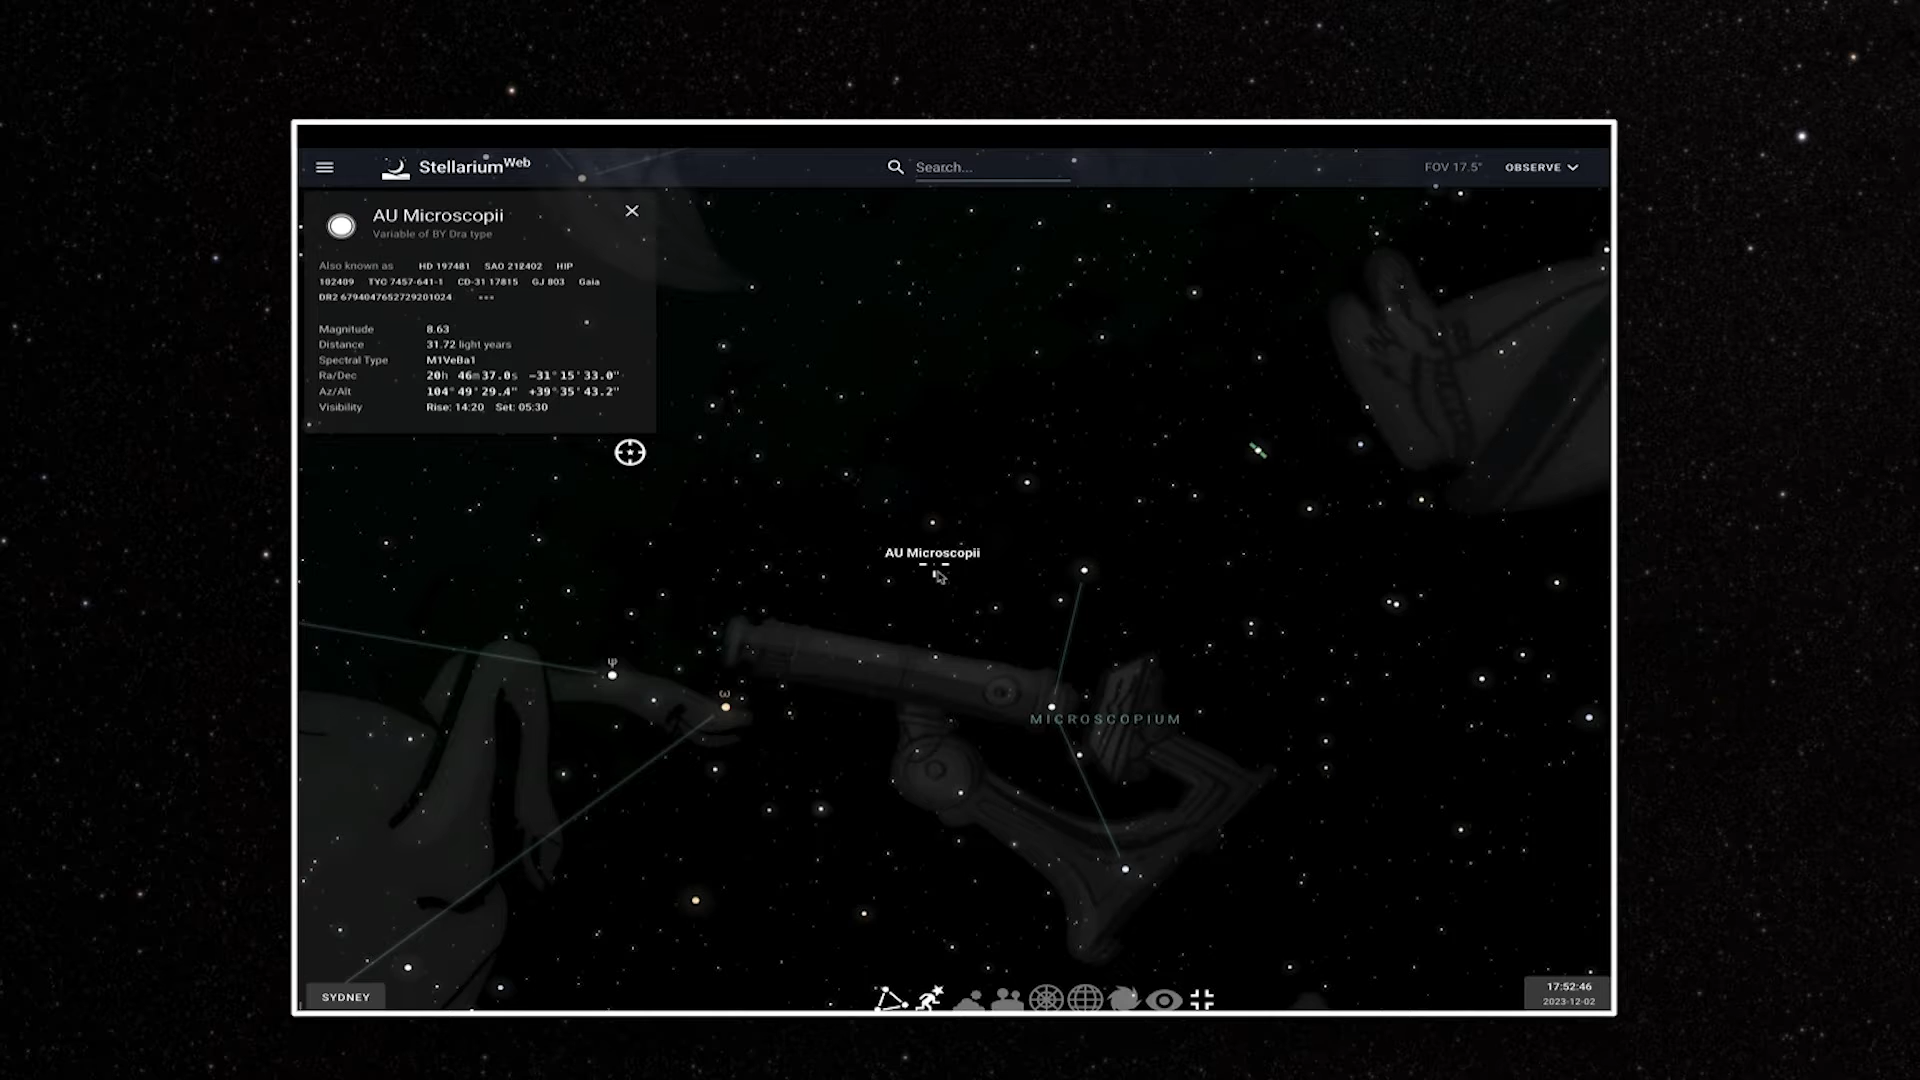 StellariumWeb
Search...
FOV 17.5°
OBSERVE
AU Microscopii
Variable of BY Dra type
Also known as HD 197481 SAO 212402 HIP
102409 TYC 7457-641-1 CD-31 17815 GJ 803 Gaia
DR2 6794047652729201024
Magnitude 8.63
Distance 31.72 light years
Spectral Type M1VeBa1
Ra/Dec 20h 46m 37.0s -31° 15' 33.0"
Az/Alt 104° 49' 29.4" +39° 35' 43.2"
Visibility Rise: 14:20 Set: 05:30
AU Microscopii
ψ
ω
MICROSCOPIUM
SYDNEY
17:52:46
2023-12-02